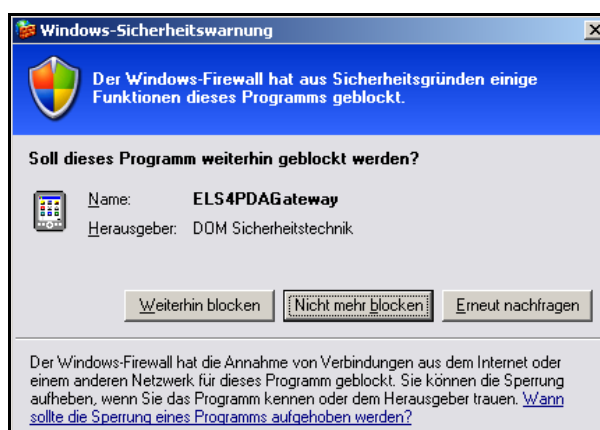 Windows-Sicherheitswarnung
Der Windows-Firewall hat aus Sicherheitsgründen einige
Funktionen dieses Programms geblockt.
Soll dieses Programm weiterhin geblockt werden?
Name: ELS4PDAGateway
Herausgeber: DOM Sicherheitstechnik
Weiterhin blocken Nicht mehr blocken Erneut nachfragen
Der Windows-Firewall hat die Annahme von Verbindungen aus dem Internet oder
einem anderen Netzwerk für dieses Programm geblockt. Sie können die Sperrung
aufheben, wenn Sie das Programm kennen oder dem Herausgeber trauen. Wann
sollte die Sperrung eines Programms aufgehoben werden?